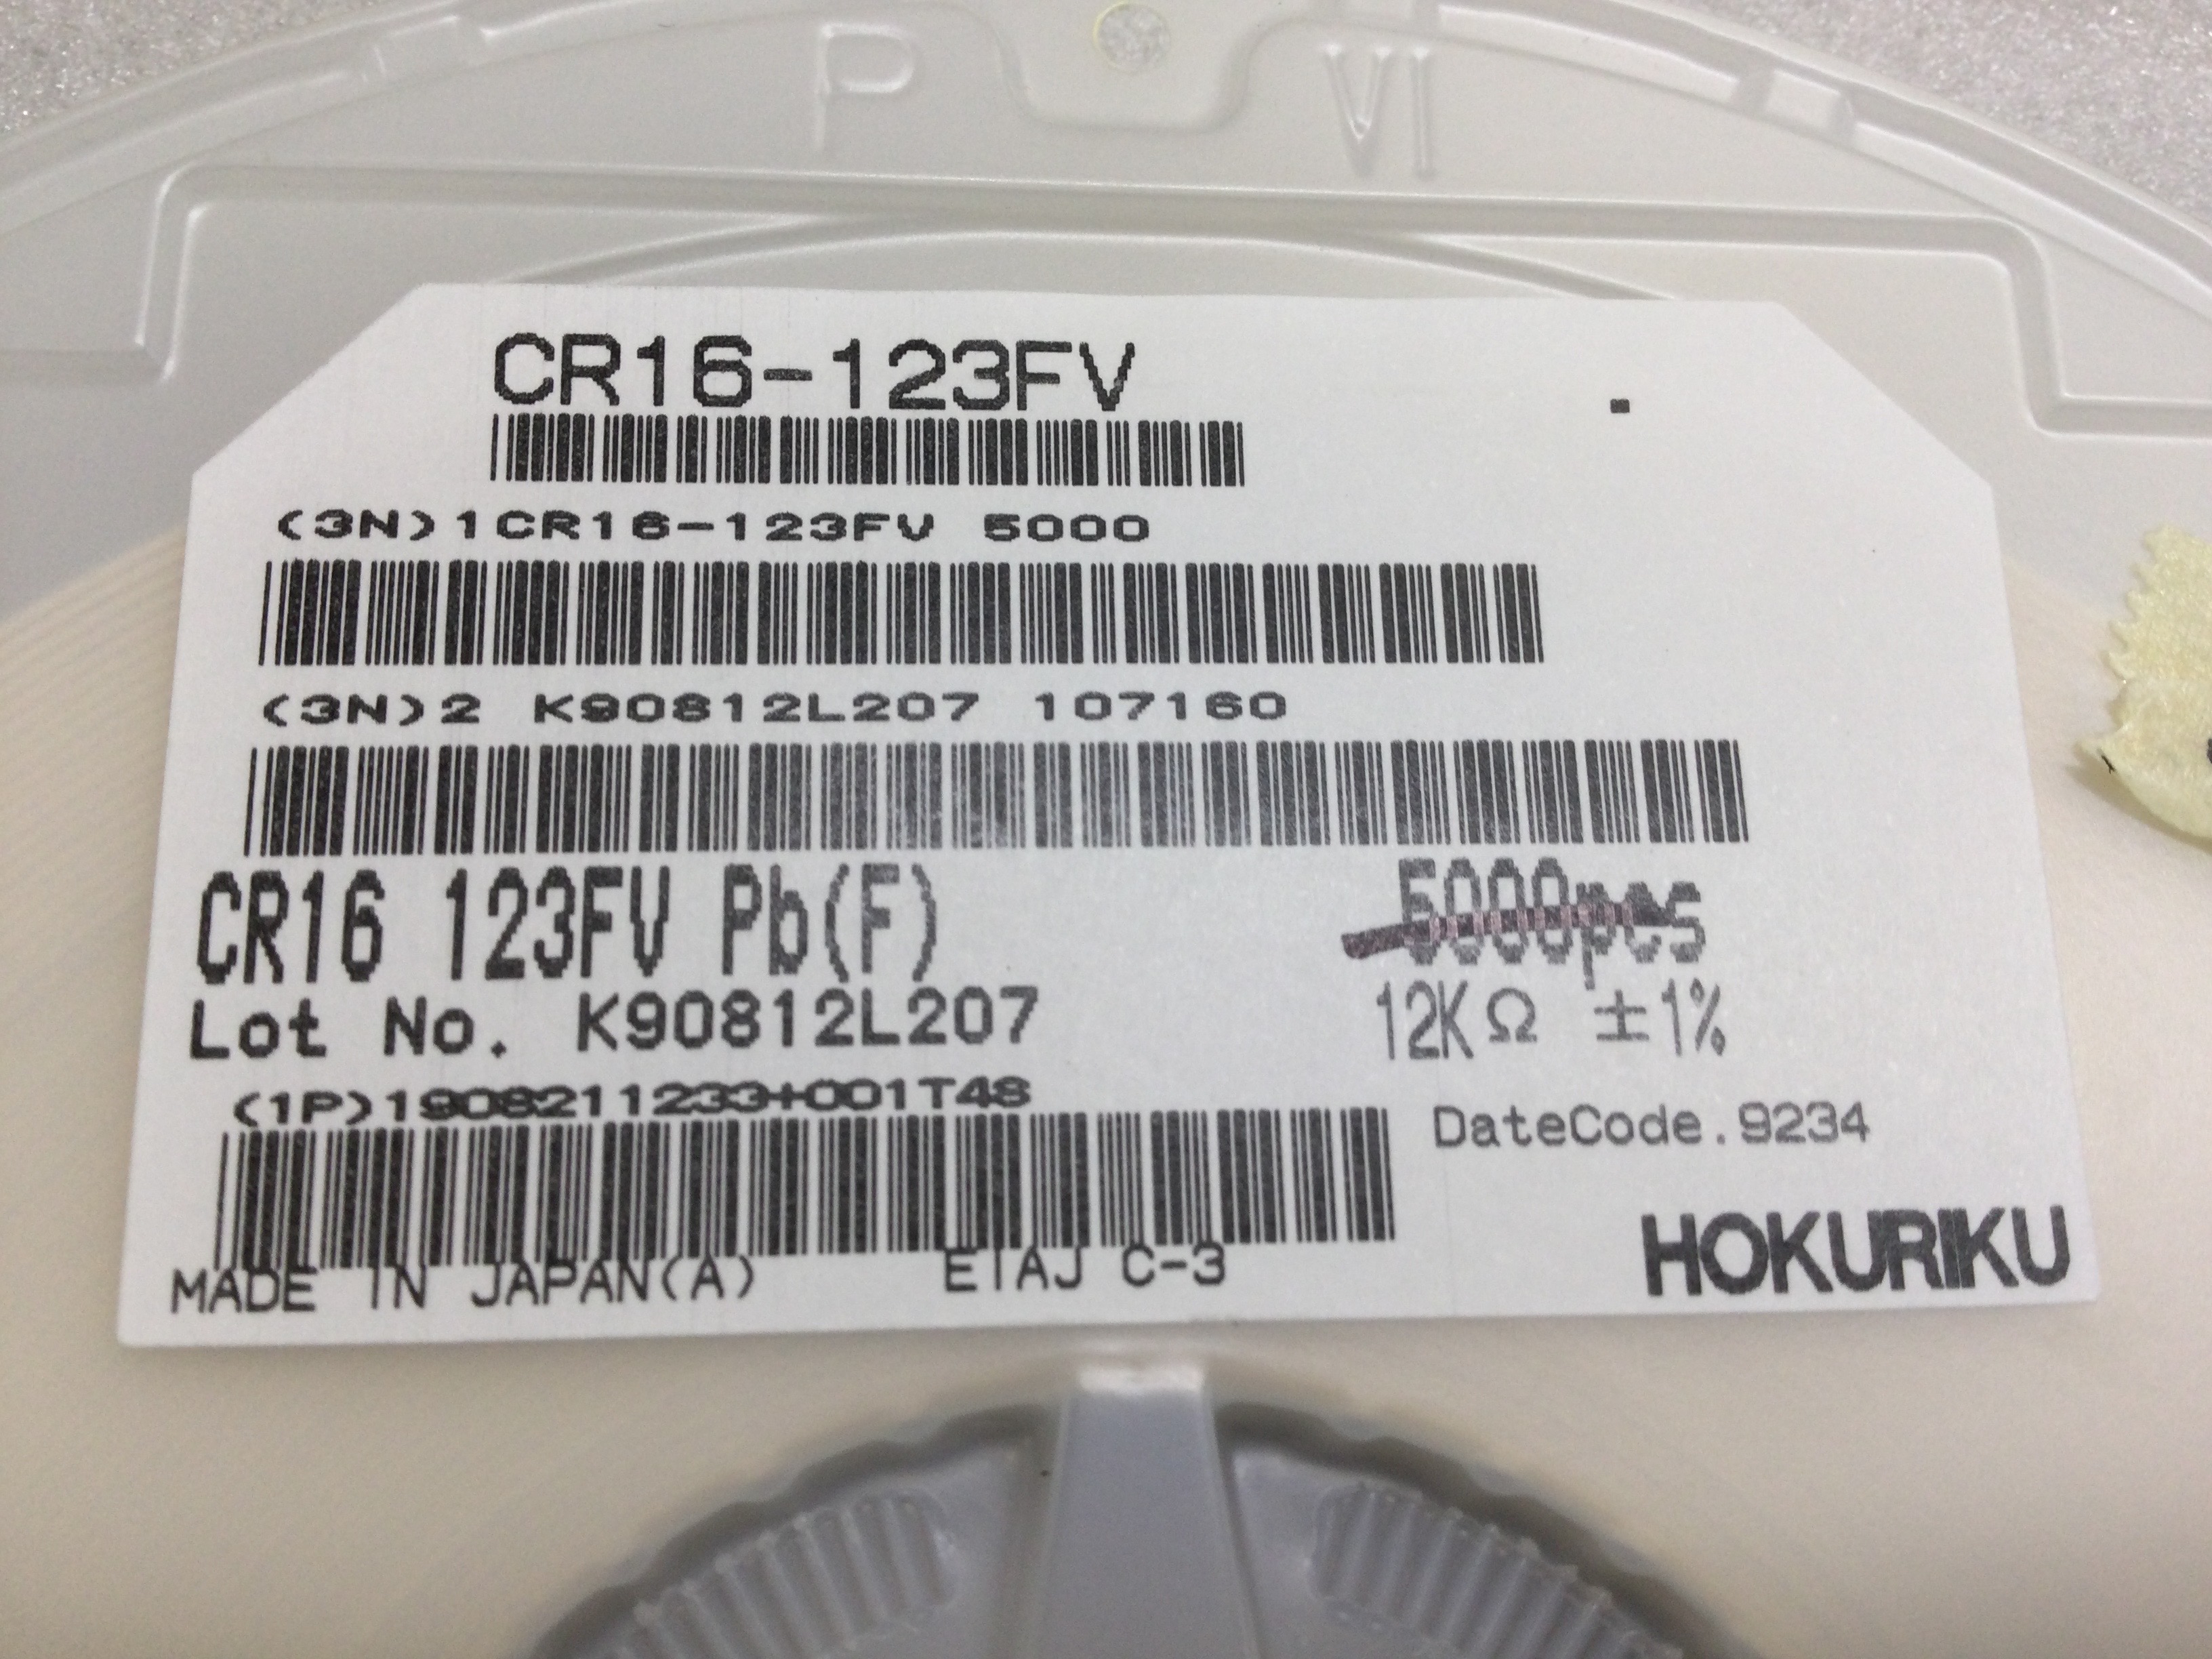 P VI
CR16-123FV
(3N)1CR16-123FV 5000
(3N)2 K90812L207 107160
CR16 123FV Pb(F)
5000pcs
Lot No. K90812L207
12KΩ ±1%
(1P)1908211233+001T48
DateCode.9234
MADE IN JAPAN(A) EIAJ C-3
HOKURIKU